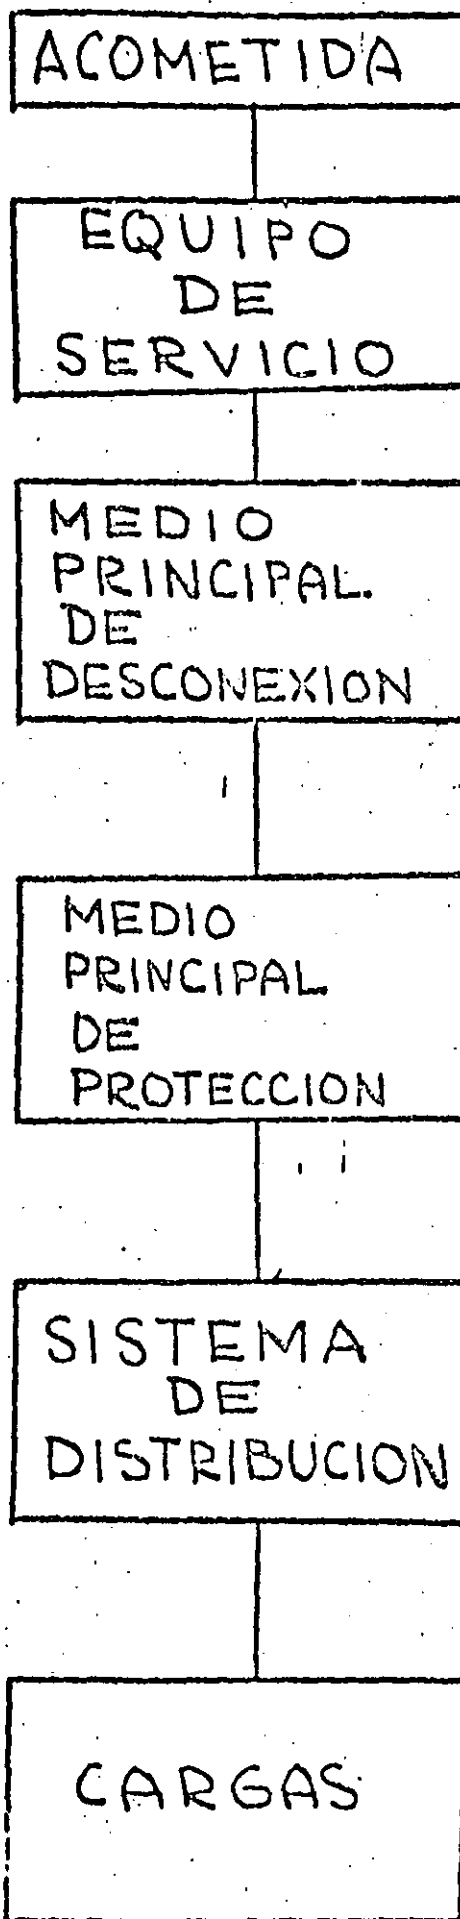 ACOMETIDA
EQUIPO
DE
SERVICIO
MEDIO
PRINCIPAL.
DE
DESCONEXION
MEDIO
PRINCIPAL
DE
PROTECCION
SISTEMA
DE
DISTRIBUCION
CARGAS